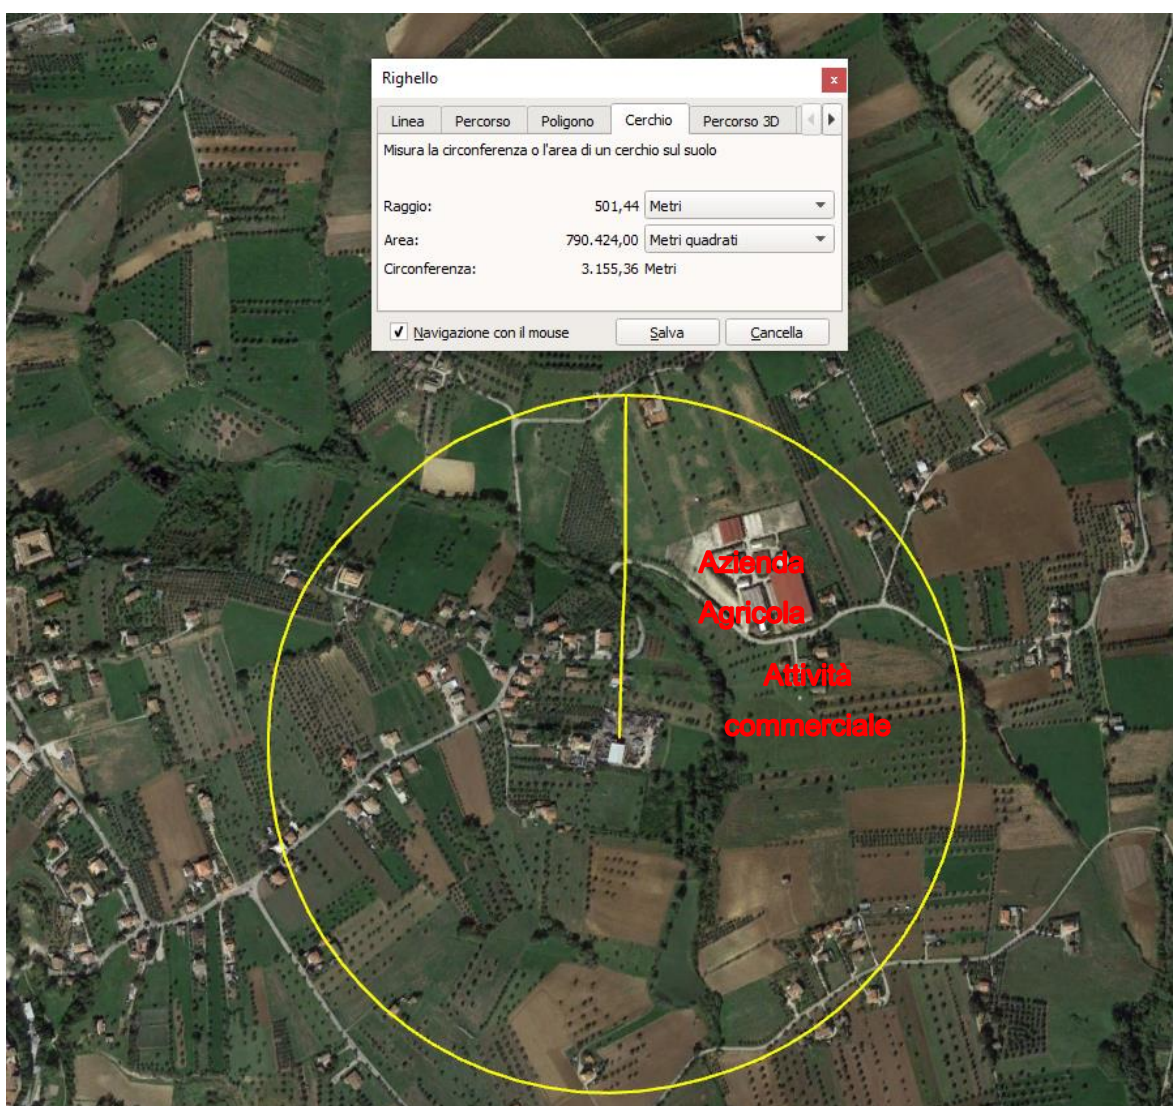 Righello
x
Linea Percorso Poligono Cerchio Percorso 3D
Misura la circonferenza o l'area di un cerchio sul suolo
Raggio: 501,44 Metri
Area: 790.424,00 Metri quadrati
Circonferenza: 3.155,36 Metri
Navigazione con il mouse Salva Cancella
Azienda
Agricola
Attività
commerciale